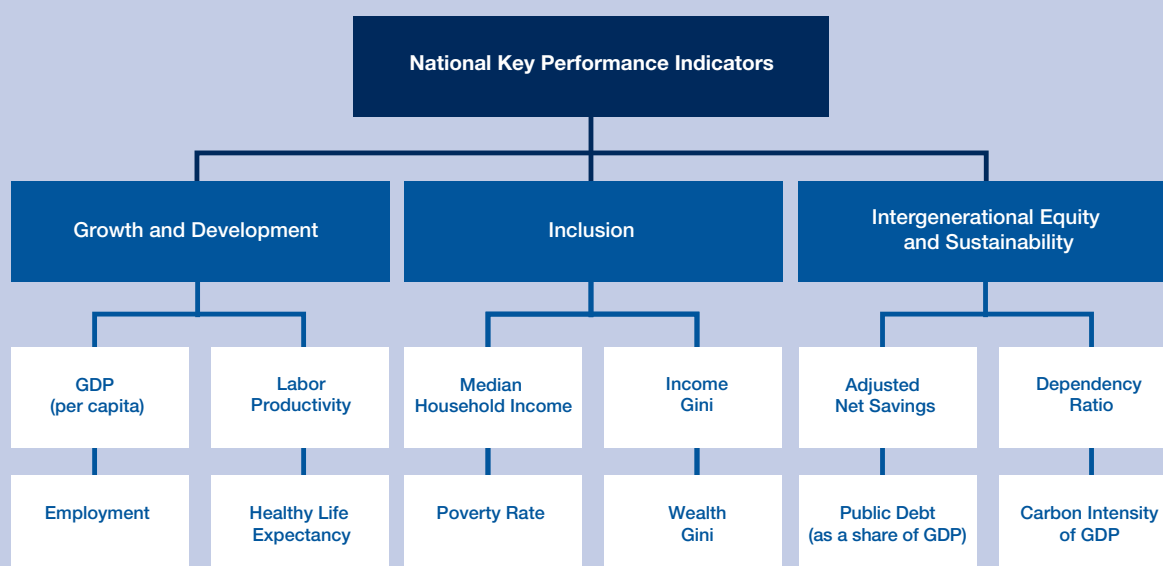 National Key Performance Indicators
Growth and Development
Inclusion
Intergenerational Equity
and Sustainability
GDP
(per capita)
Labor
Productivity
Median
Household Income
Income
Gini
Adjusted
Net Savings
Dependency
Ratio
Employment
Healthy Life
Expectancy
Poverty Rate
Wealth
Gini
Public Debt
(as a share of GDP)
Carbon Intensity
of GDP